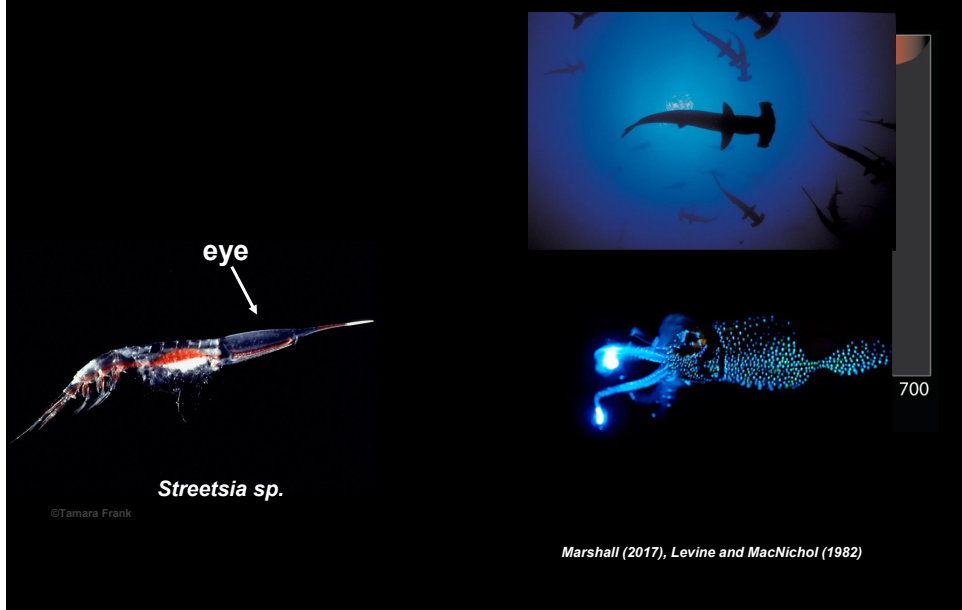 eye
Streetsia sp.
©Tamara Frank
700
Marshall (2017), Levine and MacNichol (1982)